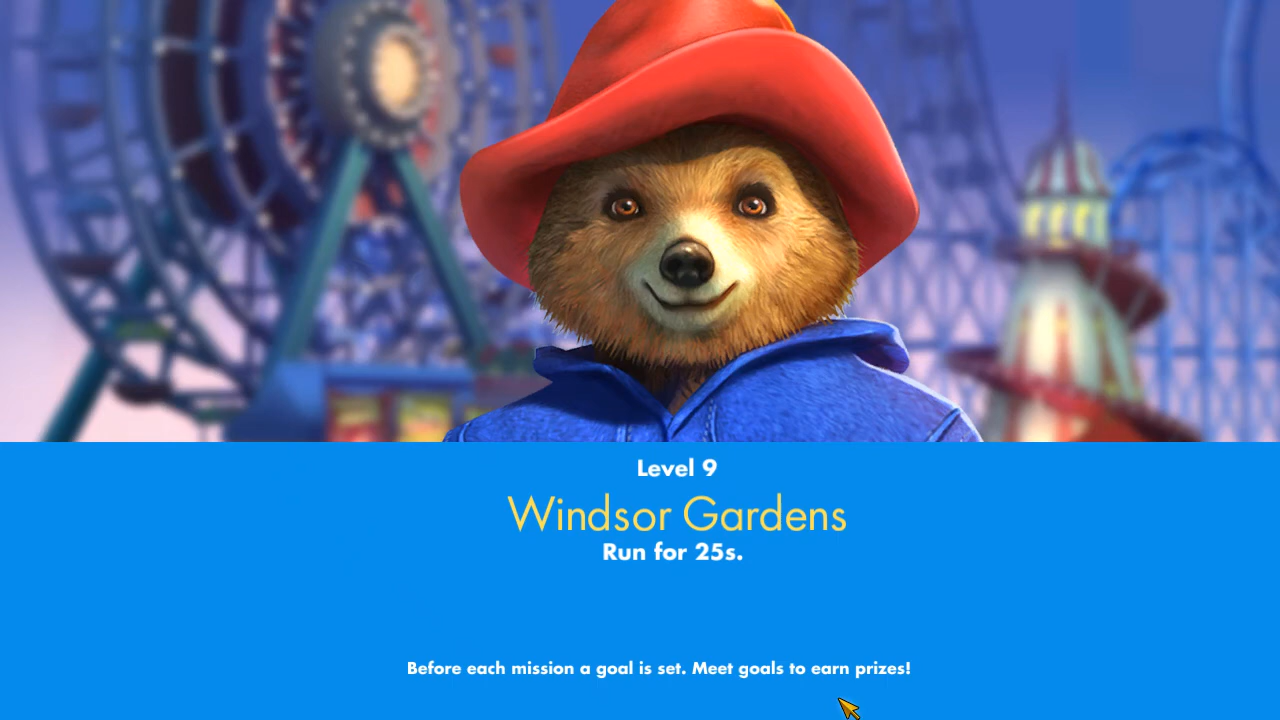 Level 9
Windsor Gardens
Run for 25s.
Before each mission a goal is set. Meet goals to earn prizes!